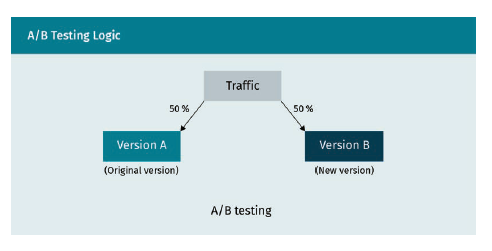 A/B Testing Logic
Traffic
50 %
50 %
Version A
Version B
(Original version)
(New version)
A/B testing